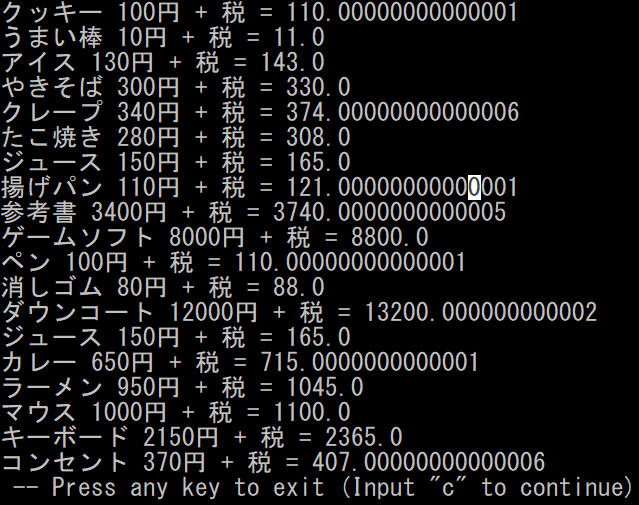 クッキー 100円 + 税 = 110.00000000000001
うまい棒 10円 + 税 = 11.0
アイス 130円 + 税 = 143.0
やきそば 300円 + 税 = 330.0
クレープ 340円 + 税 = 374.00000000000006
たこ焼き 280円 + 税 = 308.0
ジュース 150円 + 税 = 165.0
揚げパン 110円 + 税 = 121.00000000000001
参考書 3400円 + 税 = 3740.0000000000005
ゲームソフト 8000円 + 税 = 8800.0
ペン 100円 + 税 = 110.00000000000001
消しゴム 80円 + 税 = 88.0
ダウンコート 12000円 + 税 = 13200.000000000002
ジュース 150円 + 税 = 165.0
カレー 650円 + 税 = 715.0000000000001
ラーメン 950円 + 税 = 1045.0
マウス 1000円 + 税 = 1100.0
キーボード 2150円 + 税 = 2365.0
コンセント 370円 + 税 = 407.00000000000006
-- Press any key to exit (Input "c" to continue)